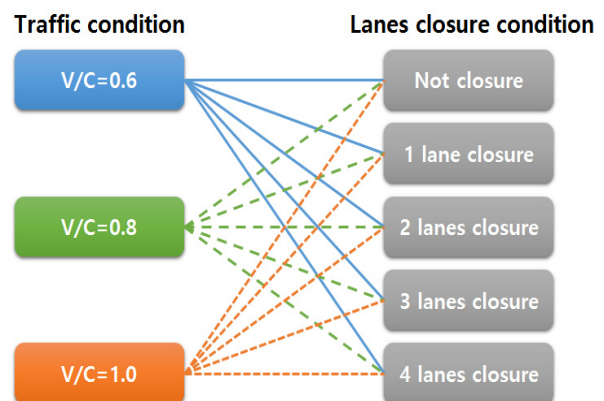 Traffic condition
Lanes closure condition
V/C=0.6
Not closure
1 lane closure
V/C=0.8
2 lanes closure
3 lanes closure
V/C=1.0
4 lanes closure